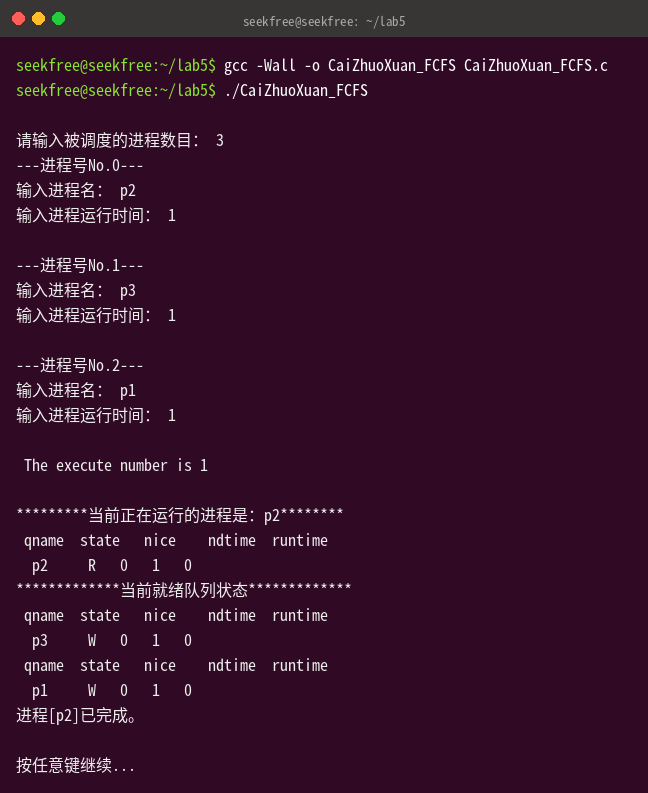 seekfree@seekfree: ~/lab5
seekfree@seekfree:~/lab5$ gcc -Wall -o CaiZhuoXuan_FCFS CaiZhuoXuan_FCFS.c
seekfree@seekfree:~/lab5$ ./CaiZhuoXuan_FCFS
请输入被调度的进程数目： 3
---进程号No.0---
输入进程名： p2
输入进程运行时间： 1
---进程号No.1---
输入进程名： p3
输入进程运行时间： 1
---进程号No.2---
输入进程名： p1
输入进程运行时间： 1
The execute number is 1
*********当前正在运行的进程是：p2********
qname  state   nice    ndtime  runtime
p2     R   0   1   0
*************当前就绪队列状态*************
qname  state   nice    ndtime  runtime
p3     W   0   1   0
qname  state   nice    ndtime  runtime
p1     W   0   1   0
进程[p2]已完成。
按任意键继续...